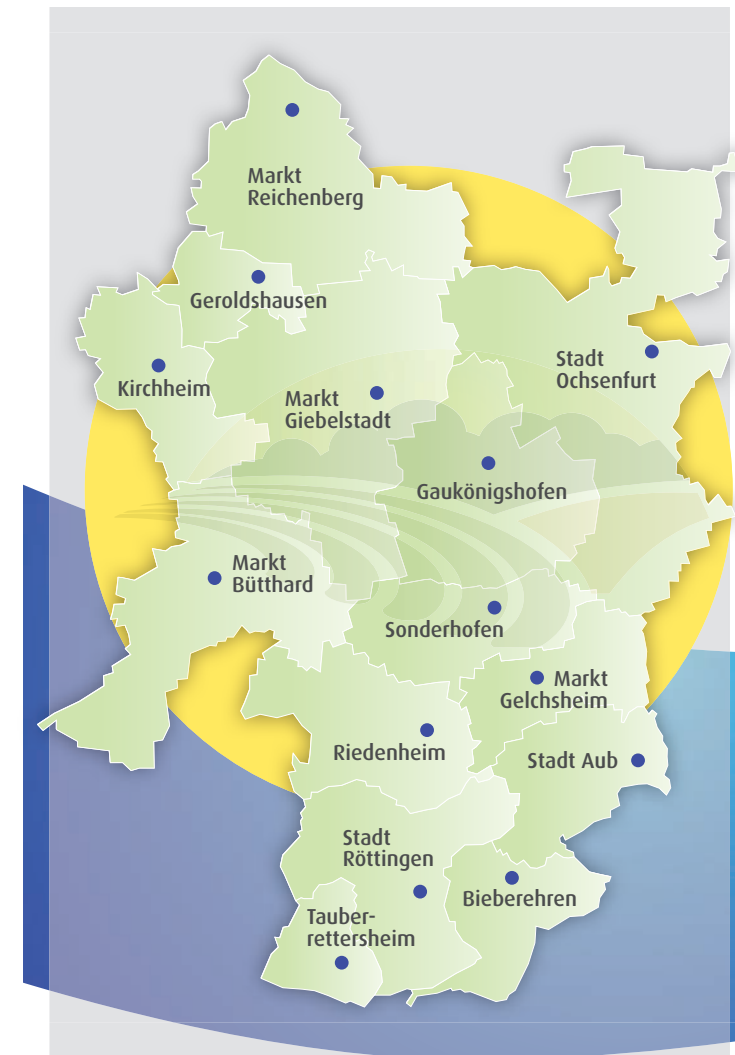 Markt
Reichenberg
Geroldshausen
Kirchheim
Markt
Giebelstadt
Stadt
Ochsenfurt
Gaukönigshofen
Markt
Bütthard
Sonderhofen
Markt
Gelchsheim
Riedenheim
Stadt Aub
Stadt
Röttingen
Bieberehren
Tauber-
rettersheim